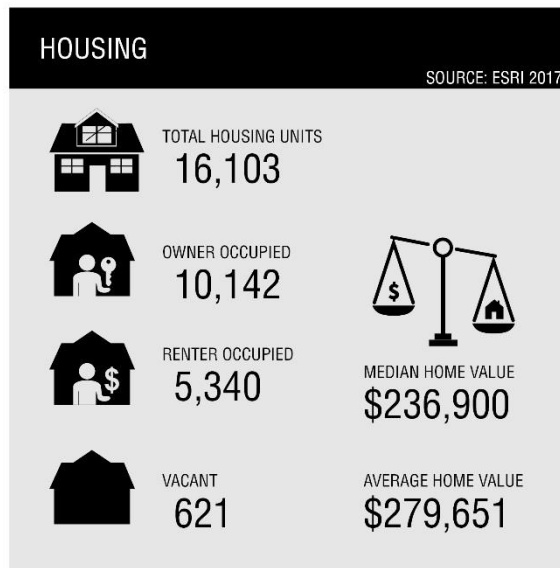 HOUSING
SOURCE: ESRI 2017
TOTAL HOUSING UNITS
16,103
OWNER OCCUPIED
10,142
RENTER OCCUPIED
5,340
VACANT
621
$
$
MEDIAN HOME VALUE
$236,900
AVERAGE HOME VALUE
$279,651